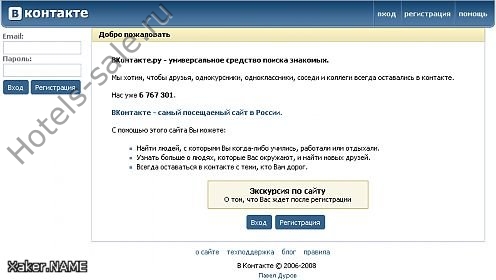 В контакте
вход регистрация помощь
Email:
Пароль:
Вход Регистрация
Добро пожаловать
ВКонтакте.ру - универсальное средство поиска знакомых.
Мы хотим, чтобы друзья, однокурсники, одноклассники, соседи и коллеги всегда оставались в контакте.
Нас уже 6 767 301.
ВКонтакте - самый посещаемый сайт в России.
С помощью этого сайта Вы можете:
Найти людей, с которыми Вы когда-либо учились, работали или отдыхали.
Узнать больше о людях, которые Вас окружают, и найти новых друзей.
Всегда оставаться в контакте с теми, кто Вам дорог.
Экскурсия по сайту
О том, что Вас ждет после регистрации
Вход Регистрация
о сайте техподдержка блог правила
В Контакте © 2006-2008
Павел Дуров
Xaker.NAME
Hotels-sale.ru